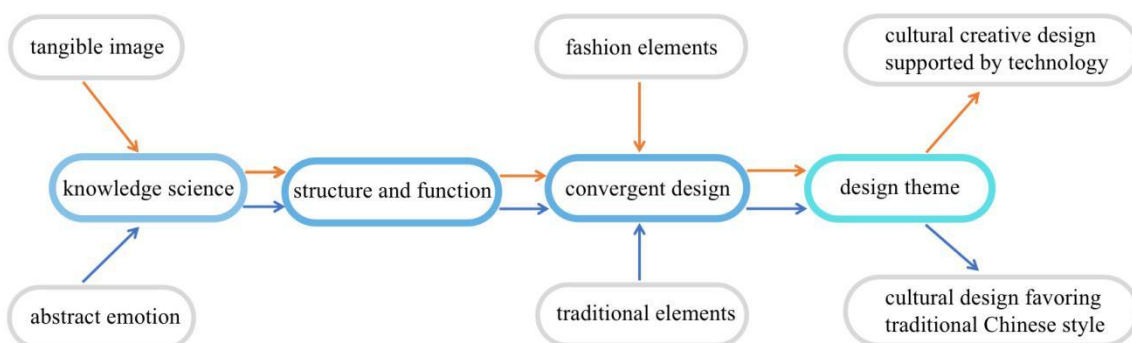 tangible image
fashion elements
cultural creative design
supported by technology
knowledge science
structure and function
convergent design
design theme
abstract emotion
traditional elements
cultural design favoring
traditional Chinese style